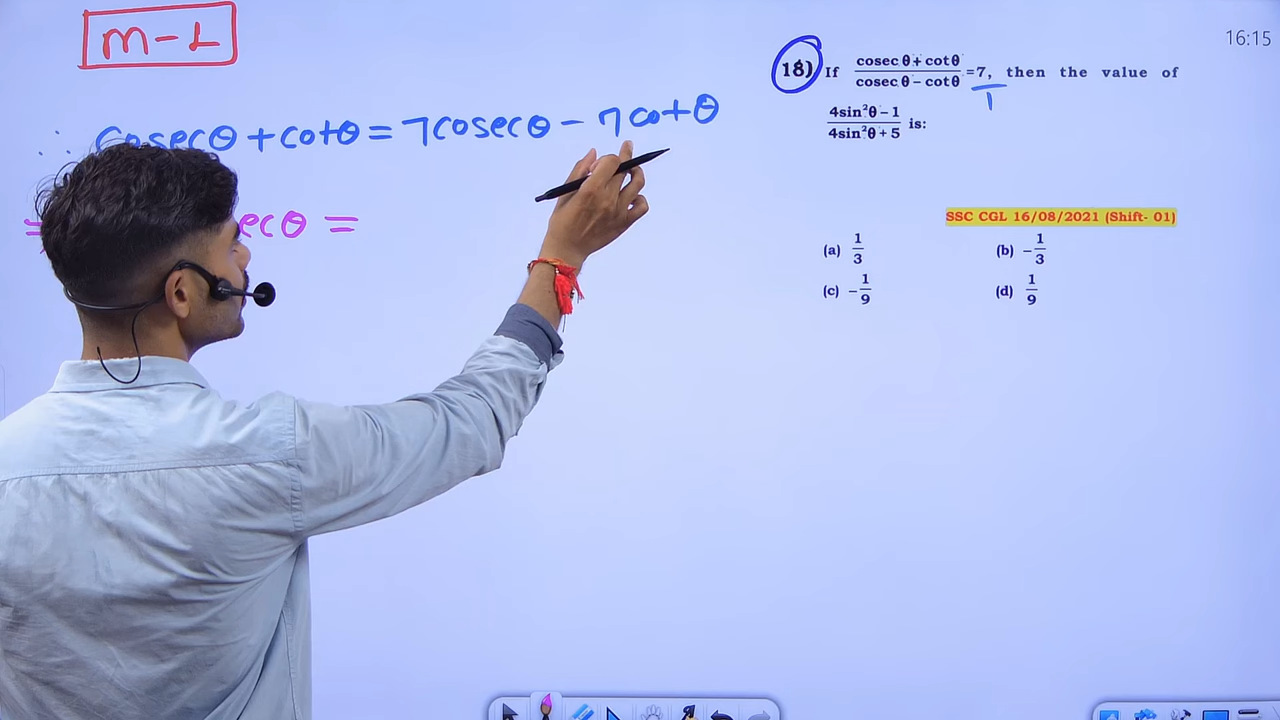 M-1
16:15
18) If cosec θ + cot θ / cosec θ - cot θ = 7, then the value of
1
4sin²θ - 1 / 4sin²θ + 5 is:
∴ cosecθ + cotθ = 7cosecθ - 7cotθ
ecθ =
SSC CGL 16/08/2021 (Shift- 01)
(a) 1/3 (b) -1/3
(c) -1/9 (d) 1/9